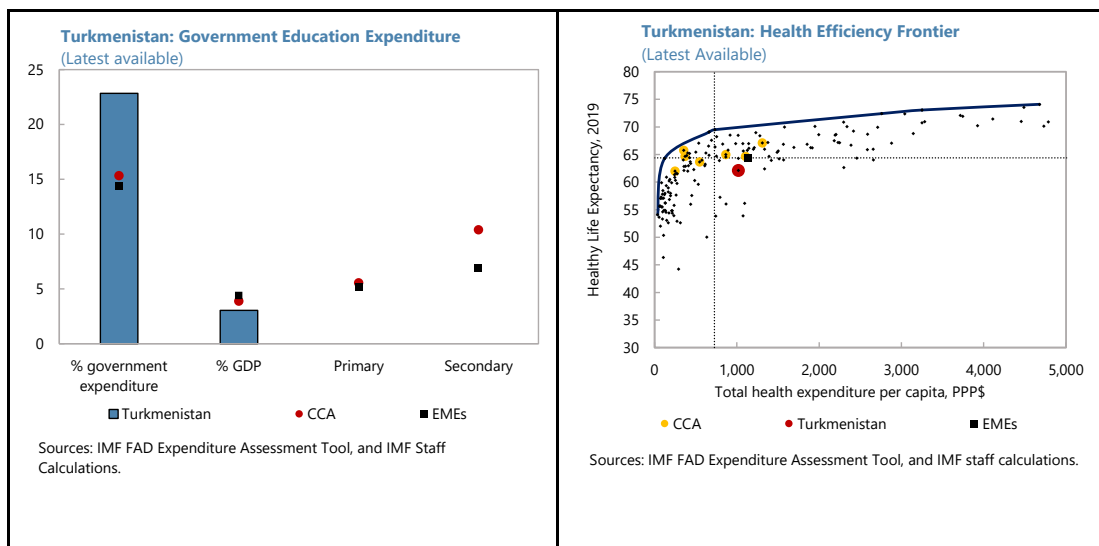 Turkmenistan: Government Education Expenditure
(Latest available)
25
20
15
10
5
0
% government
expenditure
% GDP
Primary
Secondary
Turkmenistan
CCA
EMEs
Sources: IMF FAD Expenditure Assessment Tool, and IMF Staff
Calculations.
Turkmenistan: Health Efficiency Frontier
(Latest Available)
Healthy Life Expectancy, 2019
80
75
70
65
60
55
50
45
40
35
30
0
1,000
2,000
3,000
4,000
5,000
Total health expenditure per capita, PPP$
CCA
Turkmenistan
EMEs
Sources: IMF FAD Expenditure Assessment Tool, and IMF staff calculations.